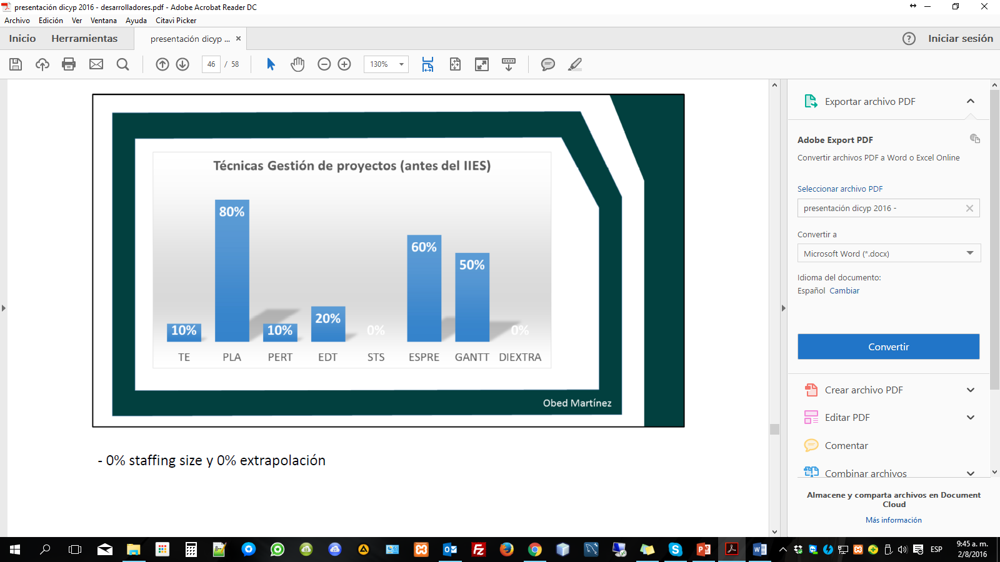 presentación dicyp 2016 - desarrolladores.pdf - Adobe Acrobat Reader DC
Archivo Edición Ver Ventana Ayuda Citavi Picker
Inicio Herramientas presentación dicyp ... × Iniciar sesión
46 / 58 130%
Técnicas Gestión de proyectos (antes del IIES)
10% 80% 10% 20% 0% 60% 50% 0%
TE PLA PERT EDT STS ESPRE GANTT DIEXTRA
Obed Martínez
- 0% staffing size y 0% extrapolación
Exportar archivo PDF
Adobe Export PDF
Convertir archivos PDF a Word o Excel Online
Seleccionar archivo PDF
presentación dicyp 2016 -
Convertir a
Microsoft Word (*.docx)
Idioma del documento:
Español Cambiar
Convertir
Crear archivo PDF
Editar PDF
Comentar
Combinar archivos
Almacene y comparta archivos en Document
Cloud
Más información
ESP
9:45 a. m.
2/8/2016